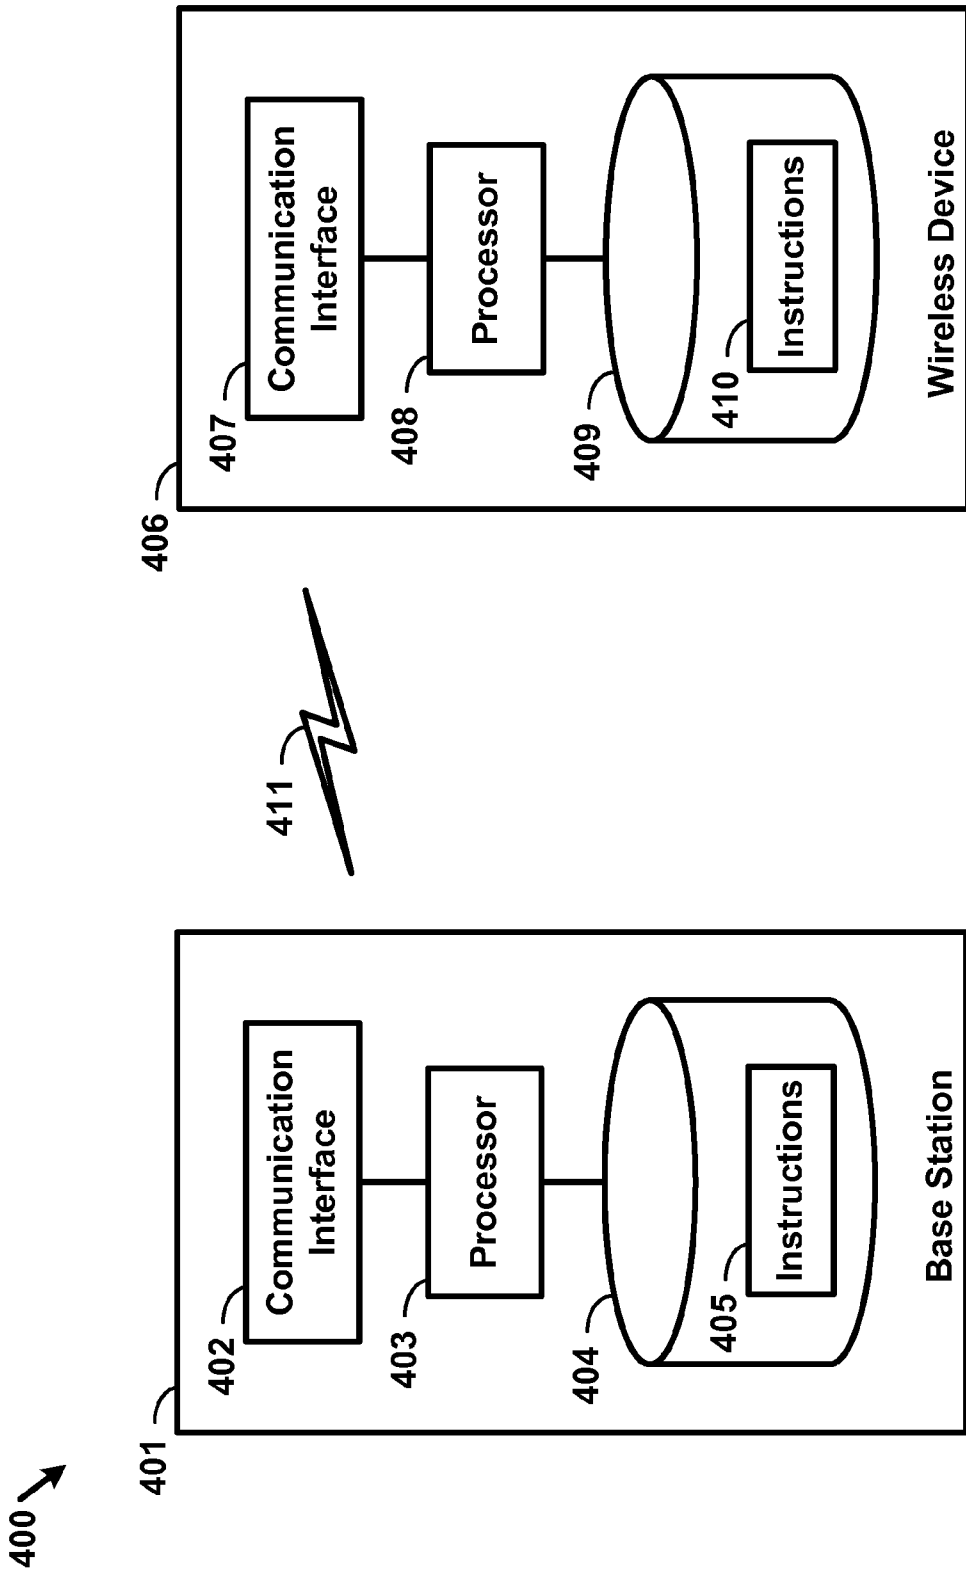 400
401
402
Communication
Interface
403
Processor
404
405
Instructions
Base Station
411
406
407
Communication
Interface
408
Processor
409
410
Instructions
Wireless Device